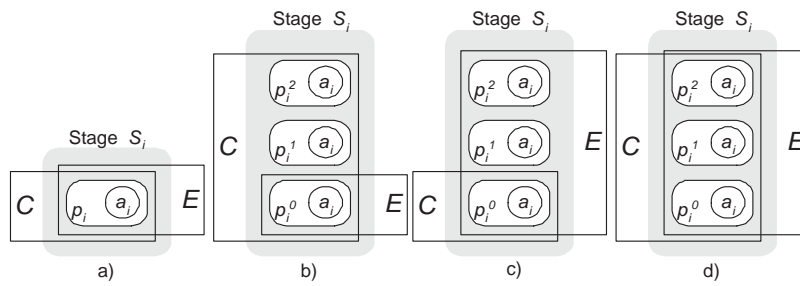 Stage S_i
C
p_i
a_i
E
a)
Stage S_i
C
p_i^2
a_i
p_i^1
a_i
p_i^0
a_i
E
b)
Stage S_i
C
p_i^2
a_i
p_i^1
a_i
p_i^0
a_i
E
c)
Stage S_i
C
p_i^2
a_i
p_i^1
a_i
p_i^0
a_i
E
d)